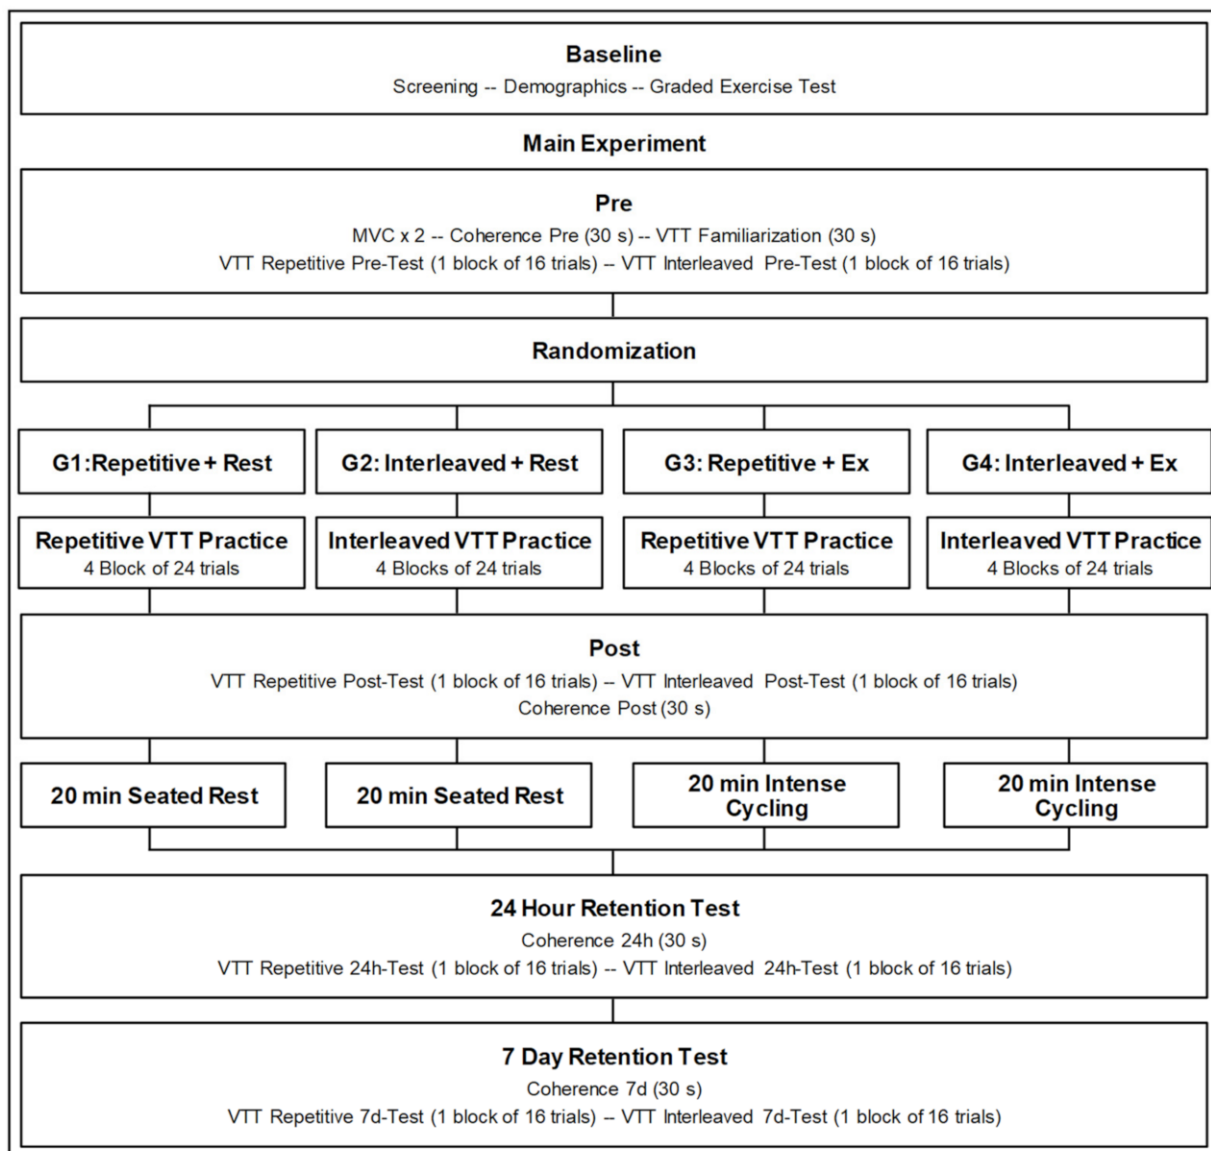 Baseline
Screening -- Demographics -- Graded Exercise Test
Main Experiment
Pre
MVC x 2 -- Coherence Pre (30 s) -- VTT Familiarization (30 s)
VTT Repetitive Pre-Test (1 block of 16 trials) -- VTT Interleaved Pre-Test (1 block of 16 trials)
Randomization
G1:Repetitive + Rest
G2: Interleaved + Rest
G3: Repetitive + Ex
G4: Interleaved + Ex
Repetitive VTT Practice
4 Block of 24 trials
Interleaved VTT Practice
4 Blocks of 24 trials
Repetitive VTT Practice
4 Blocks of 24 trials
Interleaved VTT Practice
4 Blocks of 24 trials
Post
VTT Repetitive Post-Test (1 block of 16 trials) -- VTT Interleaved Post-Test (1 block of 16 trials)
Coherence Post (30 s)
20 min Seated Rest
20 min Seated Rest
20 min Intense
Cycling
20 min Intense
Cycling
24 Hour Retention Test
Coherence 24h (30 s)
VTT Repetitive 24h-Test (1 block of 16 trials) -- VTT Interleaved 24h-Test (1 block of 16 trials)
7 Day Retention Test
Coherence 7d (30 s)
VTT Repetitive 7d-Test (1 block of 16 trials) -- VTT Interleaved 7d-Test (1 block of 16 trials)